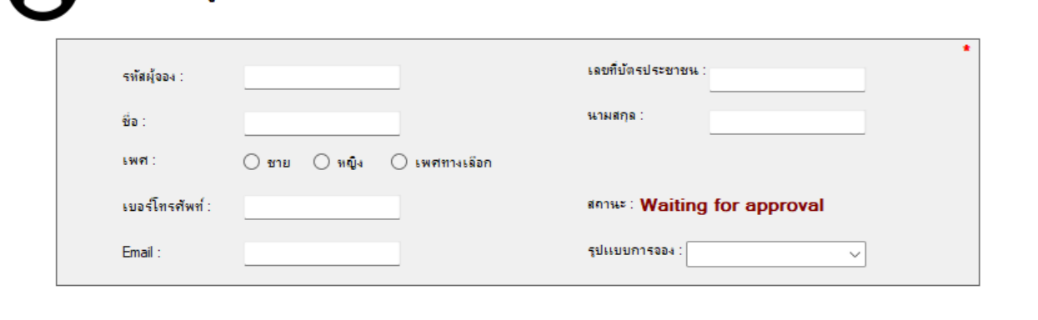 *
รหัสผู้จอง : เลขที่บัตรประชาชน :
ชื่อ : นามสกุล :
เพศ : ชาย หญิง เพศทางเลือก
เบอร์โทรศัพท์ : สถานะ : Waiting for approval
Email : รูปแบบการจอง :